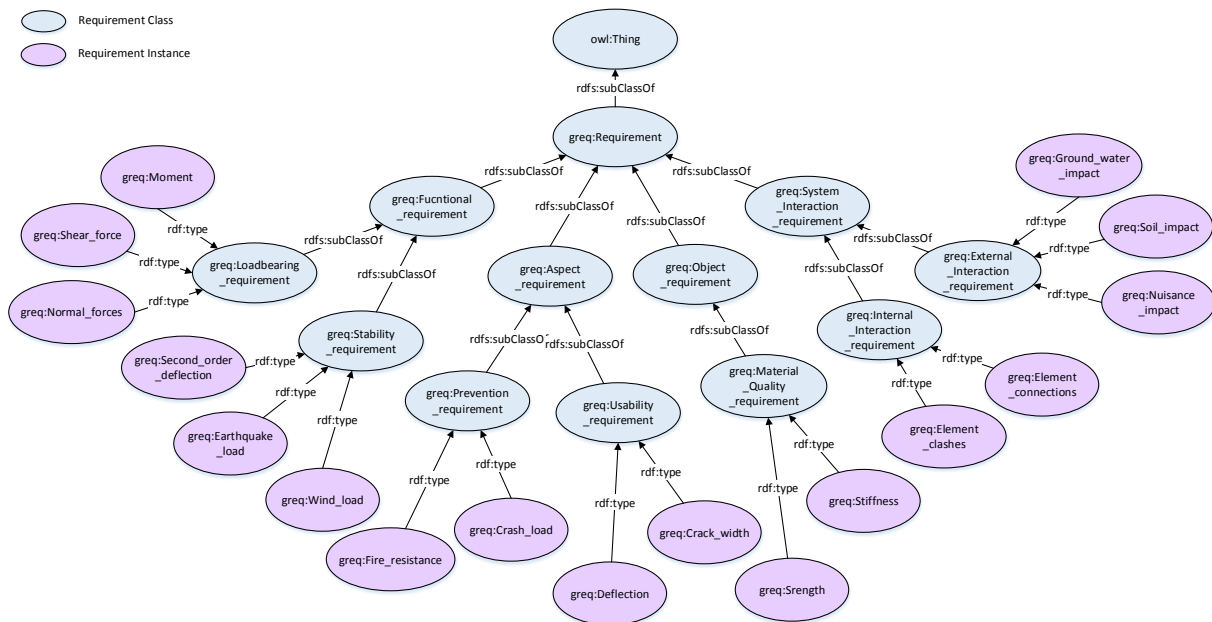 Requirement Class
Requirement Instance
owl:Thing
rdfs:subClassOf
greq:Requirement
rdfs:subClassOf
rdfs:subClassOf
rdfs:subClassOf
rdfs:subClassOf
greq:Fucntional
_requirement
greq:Aspect
_requirement
greq:Object
_requirement
greq:System
_Interaction
_requirement
rdfs:subClassOf
rdfs:subClassOf
greq:Loadbearing
_requirement
greq:Stability
_requirement
greq:Moment
rdf:type
greq:Shear_force
rdf:type
greq:Normal_forces
rdf:type
greq:Second_order
_deflection
rdf:type
greq:Earthquake
_load
rdf:type
greq:Wind_load
rdf:type
rdfs:subClassOf
rdfs:subClassOf
greq:Prevention
_requirement
greq:Usability
_requirement
rdf:type
rdf:type
greq:Fire_resistance
greq:Crash_load
rdf:type
rdf:type
greq:Deflection
greq:Crack_width
rdfs:subClassOf
greq:Material
_Quality
_requirement
rdf:type
rdf:type
greq:Stiffness
greq:Srength
rdfs:subClassOf
rdfs:subClassOf
greq:Internal
_Interaction
_requirement
greq:External
_Interaction
_requirement
rdf:type
rdf:type
greq:Element
_connections
greq:Element
_clashes
greq:Ground_water
_impact
rdf:type
rdf:type
greq:Soil_impact
rdf:type
greq:Nuisance
_impact